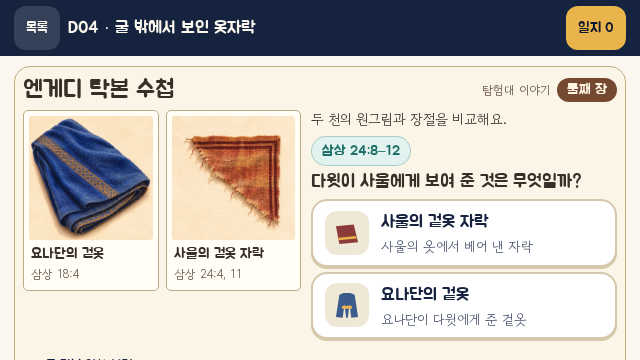 목록
D04 · 굴 밖에서 보인 옷자락
일지 0
엔게디 탁본 수첩
탐험대 이야기
둘째 장
요나단의 겉옷
삼상 18:4
사울의 겉옷 자락
삼상 24:4, 11
두 천의 원그림과 장절을 비교해요.
삼상 24:8–12
다윗이 사울에게 보여 준 것은 무엇일까?
사울의 겉옷 자락
사울의 옷에서 베어 낸 자락
요나단의 겉옷
요나단이 다윗에게 준 겉옷